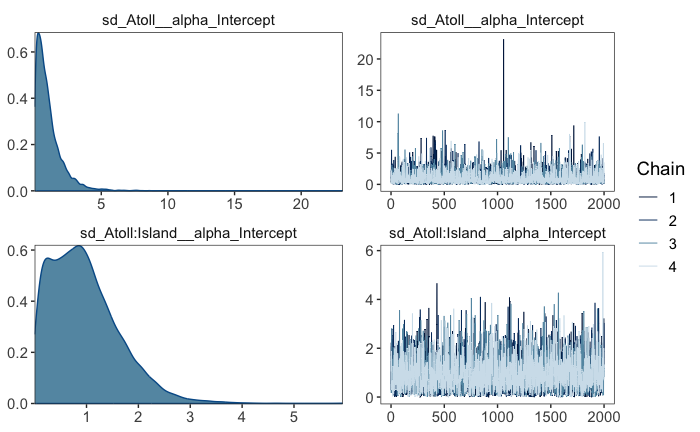 sd_Atoll__alpha_Intercept
0.6
0.4
0.2
0.0
5 10 15 20
sd_Atoll__alpha_Intercept
20
15
10
5
0
0 500 1000 1500 2000
sd_Atoll:Island__alpha_Intercept
0.6
0.4
0.2
0.0
1 2 3 4 5
sd_Atoll:Island__alpha_Intercept
6
4
2
0
0 500 1000 1500 2000
Chain
1
2
3
4